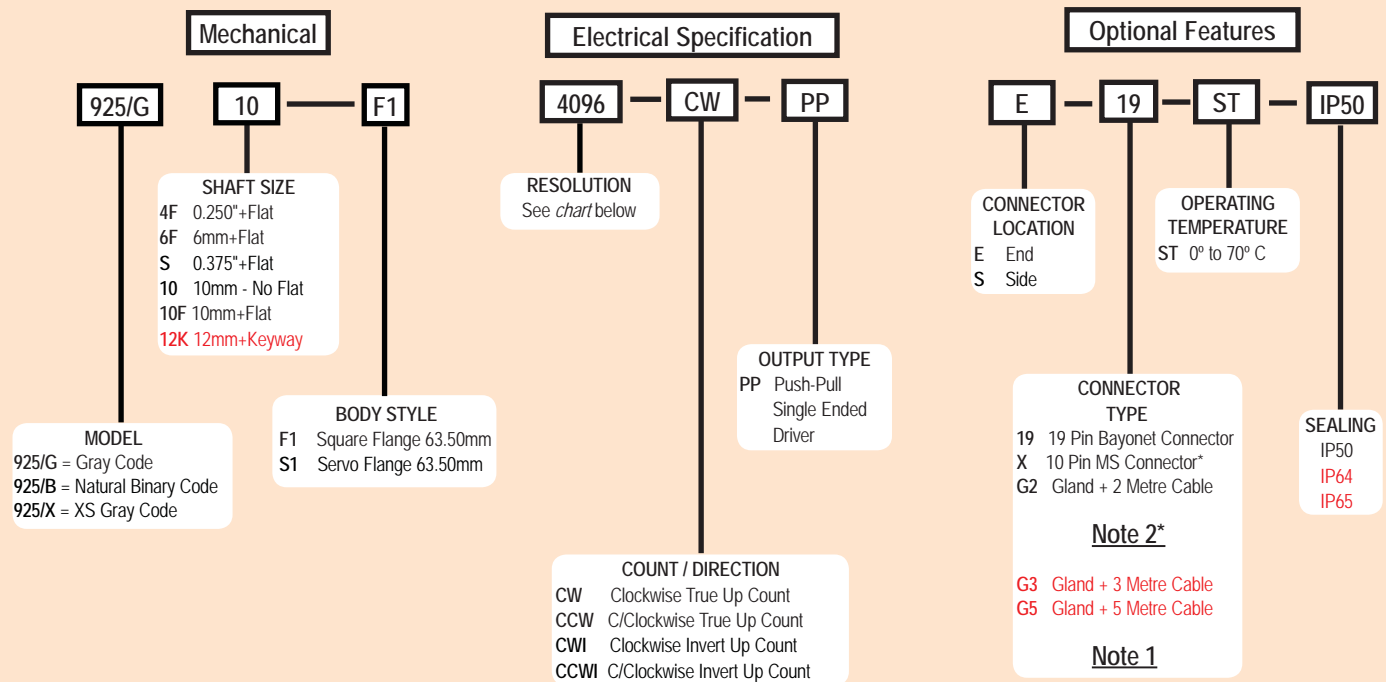 Mechanical
925/G 10 F1
SHAFT SIZE
4F 0.250"+Flat
6F 6mm+Flat
S 0.375"+Flat
10 10mm - No Flat
10F 10mm+Flat
12K 12mm+Keyway
MODEL
925/G = Gray Code
925/B = Natural Binary Code
925/X = XS Gray Code
BODY STYLE
F1 Square Flange 63.50mm
S1 Servo Flange 63.50mm
Electrical Specification
4096 CW PP
RESOLUTION
See chart below
OUTPUT TYPE
PP Push-Pull
Single Ended
Driver
COUNT / DIRECTION
CW Clockwise True Up Count
CCW C/Clockwise True Up Count
CWI Clockwise Invert Up Count
CCWI C/Clockwise Invert Up Count
Optional Features
E 19 ST IP50
CONNECTOR
LOCATION
E End
S Side
OPERATING
TEMPERATURE
ST 0º to 70º C
CONNECTOR
TYPE
19 19 Pin Bayonet Connector
X 10 Pin MS Connector*
G2 Gland + 2 Metre Cable
Note 2*
G3 Gland + 3 Metre Cable
G5 Gland + 5 Metre Cable
Note 1
SEALING
IP50
IP64
IP65